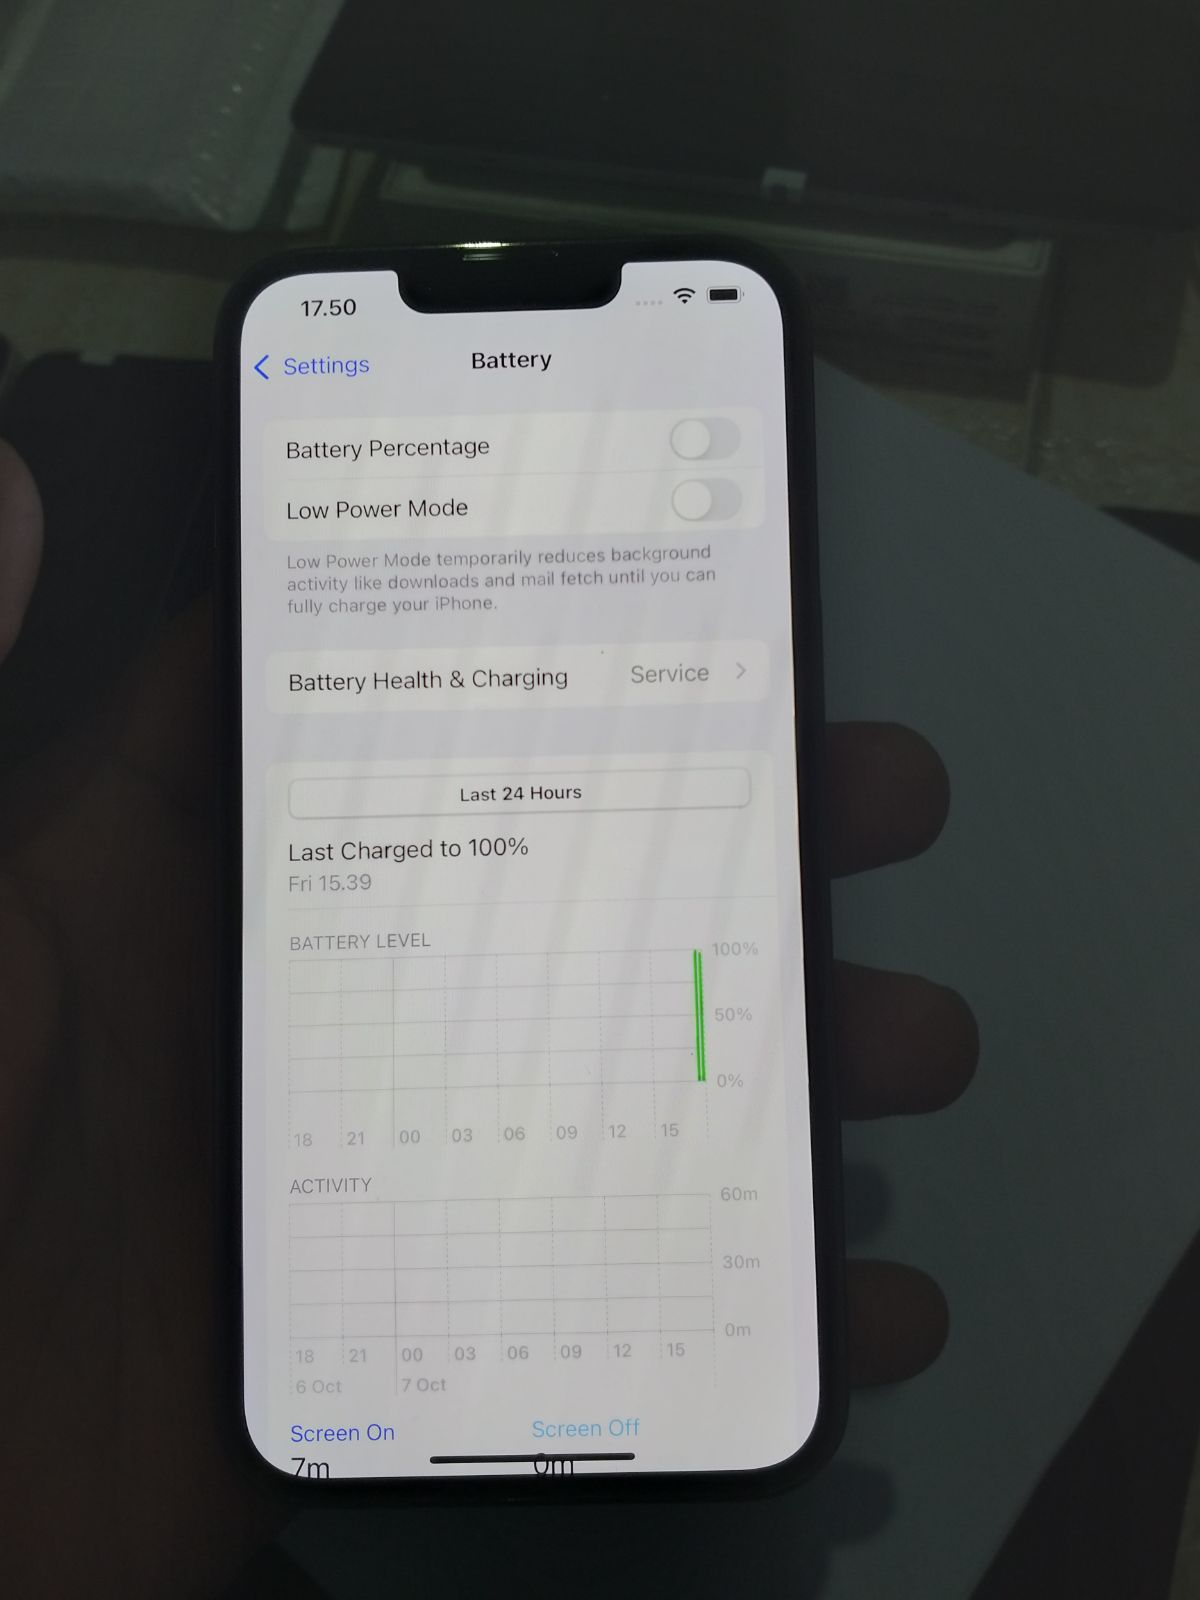 17.50
Settings
Battery
Battery Percentage
Low Power Mode
Low Power Mode temporarily reduces background
activity like downloads and mail fetch until you can
fully charge your iPhone.
Battery Health & Charging Service
Last 24 Hours
Last Charged to 100%
Fri 15.39
BATTERY LEVEL
100%
50%
0%
18 21 00 03 06 09 12 15
ACTIVITY
60m
30m
0m
18 21 00 03 06 09 12 15
6 Oct 7 Oct
Screen On Screen Off
7m 0m